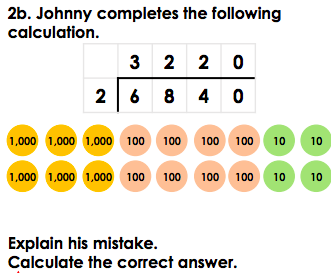 2b. Johnny completes the following
calculation.
3 2 2 0
2 6 8 4 0
1,000 1,000 1,000 100 100 100 100 10 10
1,000 1,000 1,000 100 100 100 100 10 10
Explain his mistake.
Calculate the correct answer.